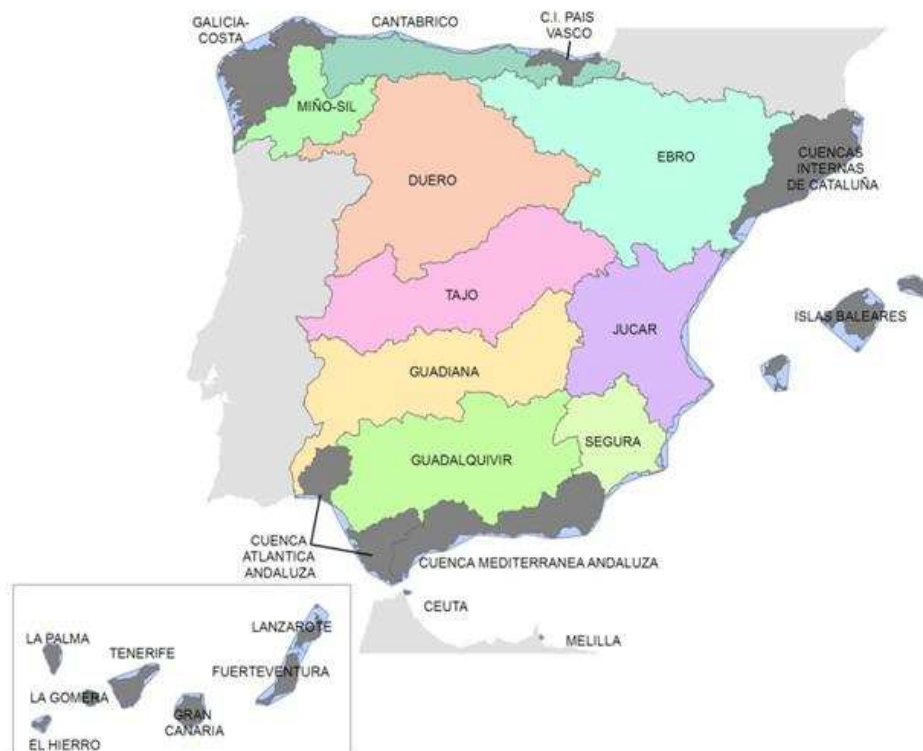 GALICIA-
COSTA
CANTABRICO
C.I. PAIS
VASCO
MIÑO-SIL
DUERO
EBRO
CUENCAS
INTERNAS
DE CATALUÑA
TAJO
JUCAR
ISLAS BALEARES
GUADIANA
SEGURA
GUADALQUIVIR
CUENCA
ATLANTICA
ANDALUZA
CUENCA MEDITERRANEA ANDALUZA
CEUTA
MELILLA
LA PALMA
TENERIFE
LANZAROTE
FUERTEVENTURA
LA GOMERA
GRAN
CANARIA
EL HIERRO